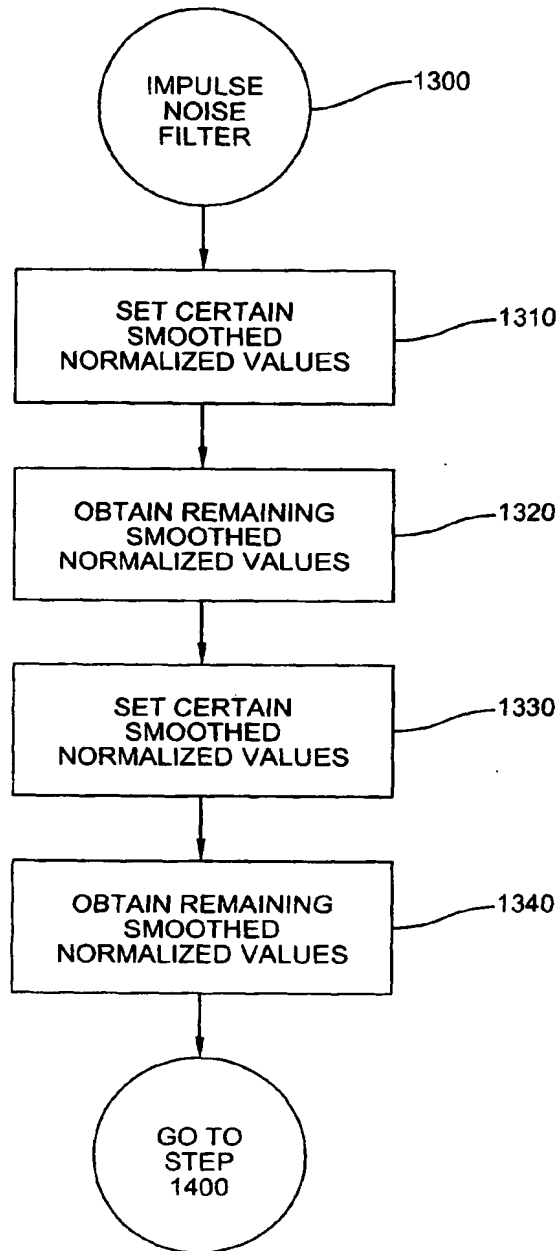 IMPULSE
NOISE
FILTER
1300
SET CERTAIN
SMOOTHED
NORMALIZED VALUES
1310
OBTAIN REMAINING
SMOOTHED
NORMALIZED VALUES
1320
SET CERTAIN
SMOOTHED
NORMALIZED VALUES
1330
OBTAIN REMAINING
SMOOTHED
NORMALIZED VALUES
1340
GO TO
STEP
1400